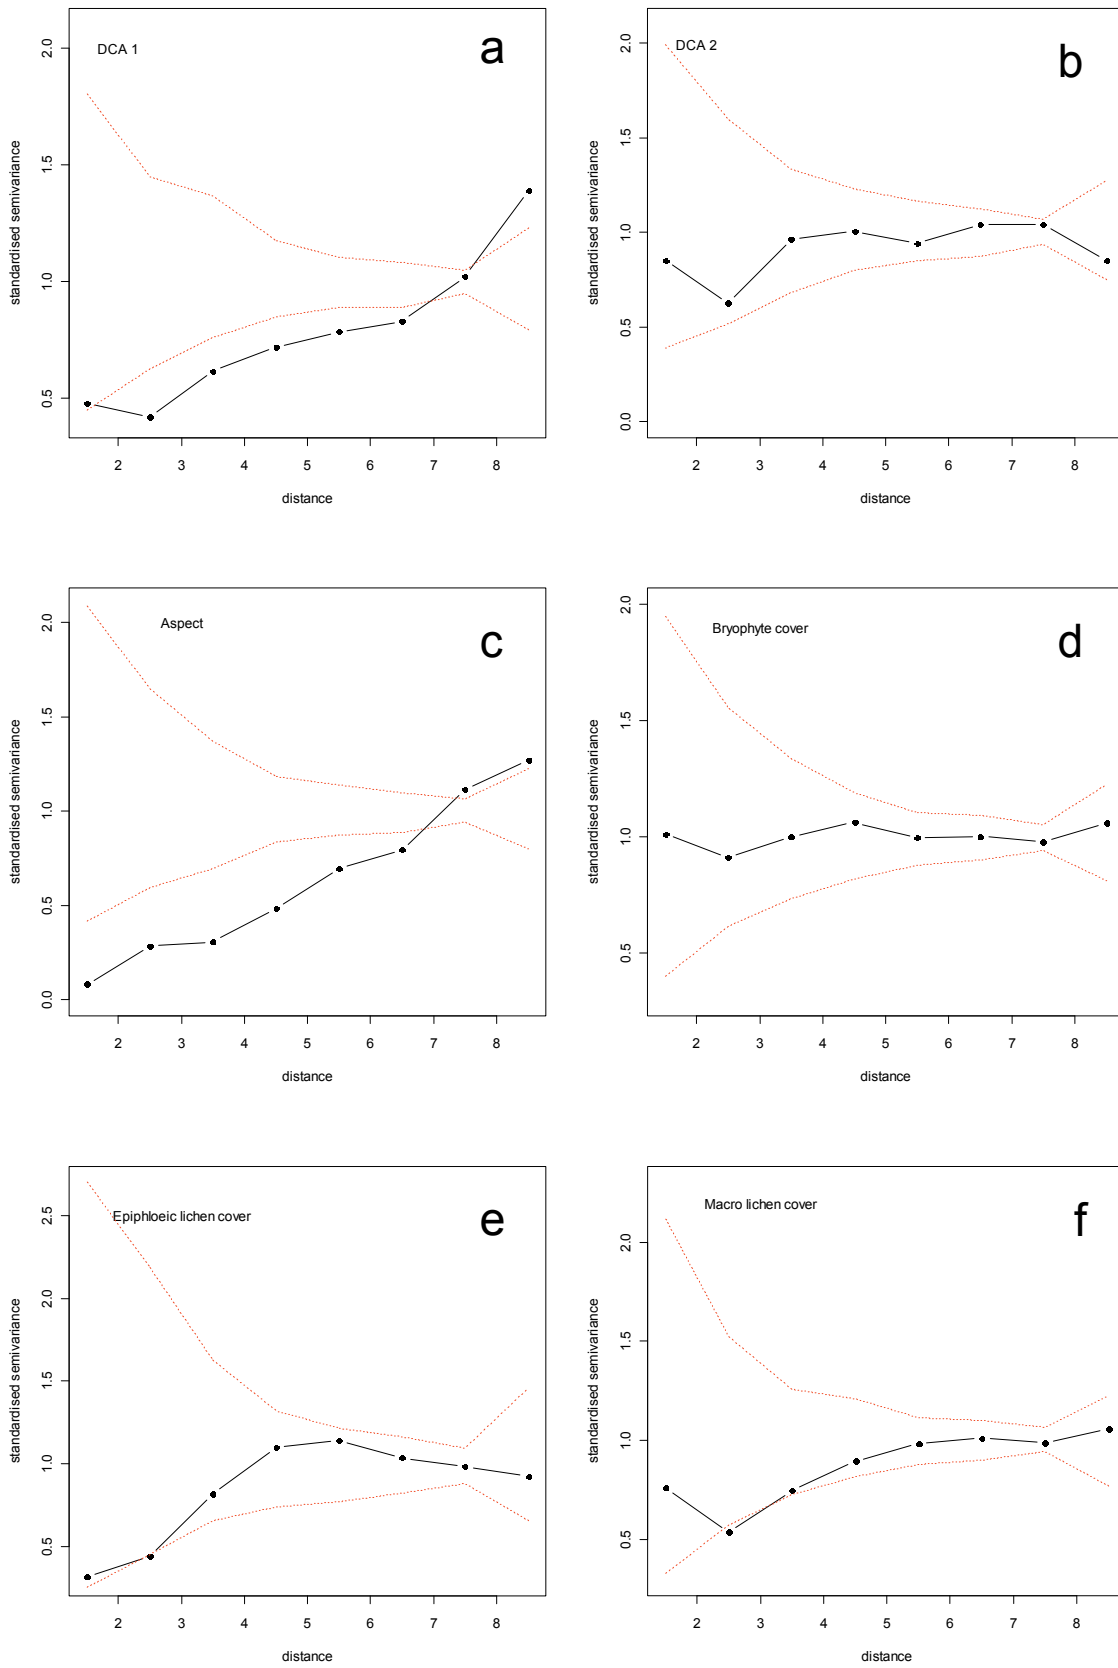 DCA 1
a
standardised semivariance
2.0
1.5
1.0
0.5
2 3 4 5 6 7 8
distance
DCA 2
b
standardised semivariance
2.0
1.5
1.0
0.5
0.0
2 3 4 5 6 7 8
distance
Aspect
c
standardised semivariance
2.0
1.5
1.0
0.5
0.0
2 3 4 5 6 7 8
distance
Bryophyte cover
d
standardised semivariance
2.0
1.5
1.0
0.5
2 3 4 5 6 7 8
distance
Epiphloeic lichen cover
e
standardised semivariance
2.5
2.0
1.5
1.0
0.5
2 3 4 5 6 7 8
distance
Macro lichen cover
f
standardised semivariance
2.0
1.5
1.0
0.5
2 3 4 5 6 7 8
distance